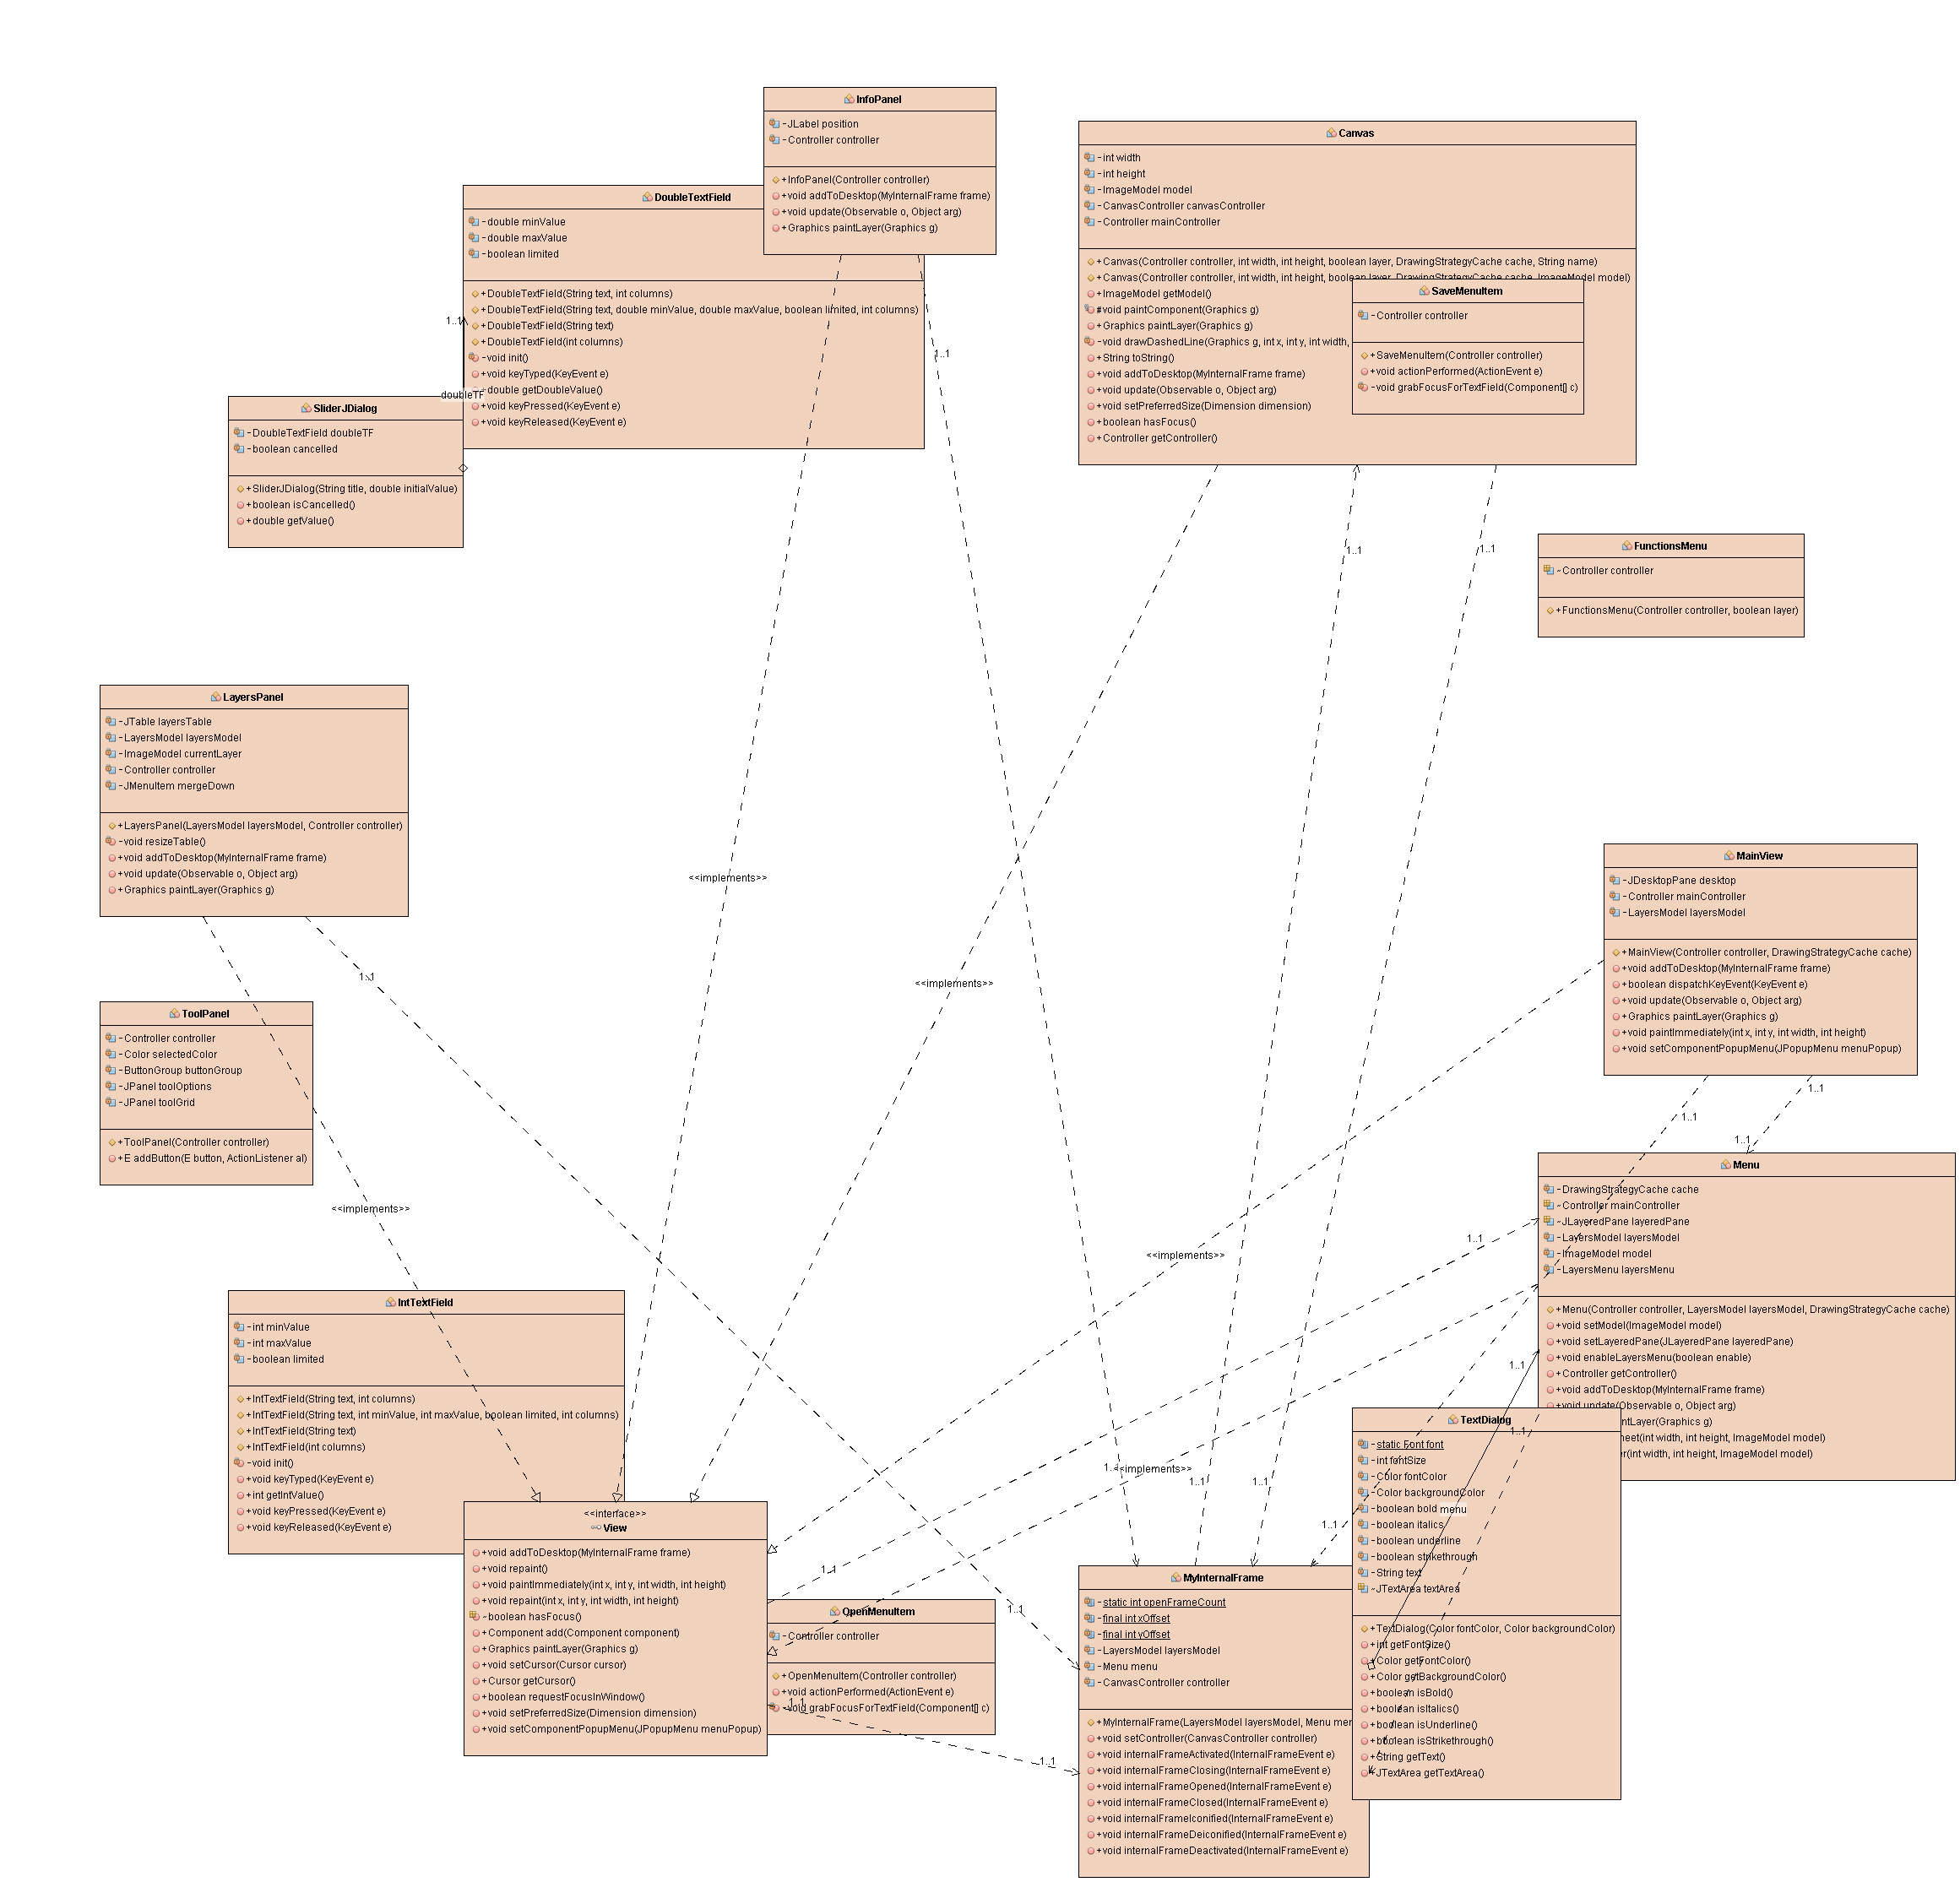 InfoPanel
-JLabel position
-Controller controller
+InfoPanel(Controller controller)
+void addToDesktop(MyInternalFrame frame)
+void update(Observable o, Object arg)
+Graphics paintLayer(Graphics g)
Canvas
-int width
-int height
-ImageModel model
-CanvasController canvasController
-Controller mainController
+Canvas(Controller controller, int width, int height, boolean layer, DrawingStrategyCache cache, String name)
+Canvas(Controller controller, int width, int height, boolean layer, DrawingStrategyCache cache, ImageModel model)
+ImageModel getModel()
#void paintComponent(Graphics g)
+Graphics paintLayer(Graphics g)
-void drawDashedLine(Graphics g, int x, int y, int width,
+String toString()
+void addToDesktop(MyInternalFrame frame)
+void update(Observable o, Object arg)
+void setPreferredSize(Dimension dimension)
+boolean hasFocus()
+Controller getController()
SaveMenuItem
-Controller controller
+SaveMenuItem(Controller controller)
+void actionPerformed(ActionEvent e)
-void grabFocusForTextField(Component[] c)
DoubleTextField
-double minValue
-double maxValue
-boolean limited
+DoubleTextField(String text, int columns)
+DoubleTextField(String text, double minValue, double maxValue, boolean limited, int columns)
+DoubleTextField(String text)
+DoubleTextField(int columns)
-void init()
+void keyTyped(KeyEvent e)
+double getDoubleValue()
+void keyPressed(KeyEvent e)
+void keyReleased(KeyEvent e)
1..1
doubleTF
1..1
SliderJDialog
-DoubleTextField doubleTF
-boolean cancelled
+SliderJDialog(String title, double initialValue)
+boolean isCancelled()
+double getValue()
1..1
1..1
FunctionsMenu
~Controller controller
+FunctionsMenu(Controller controller, boolean layer)
LayersPanel
-JTable layersTable
-LayersModel layersModel
-ImageModel currentLayer
-Controller controller
-JMenuItem mergeDown
+LayersPanel(LayersModel layersModel, Controller controller)
-void resizeTable()
+void addToDesktop(MyInternalFrame frame)
+void update(Observable o, Object arg)
+Graphics paintLayer(Graphics g)
<<implements>>
MainView
-JDesktopPane desktop
-Controller mainController
-LayersModel layersModel
+MainView(Controller controller, DrawingStrategyCache cache)
+void addToDesktop(MyInternalFrame frame)
+boolean dispatchKeyEvent(KeyEvent e)
+void update(Observable o, Object arg)
+Graphics paintLayer(Graphics g)
+void paintImmediately(int x, int y, int width, int height)
+void setComponentPopupMenu(JPopupMenu menuPopup)
1..1
<<implements>>
ToolPanel
-Controller controller
-Color selectedColor
-ButtonGroup buttonGroup
-JPanel toolOptions
-JPanel toolGrid
+ToolPanel(Controller controller)
+E addButton(E button, ActionListener al)
1..1
1..1
1..1
<<implements>>
<<implements>>
1..1
Menu
-DrawingStrategyCache cache
~Controller mainController
~JLayeredPane layeredPane
-LayersModel layersModel
-ImageModel model
-LayersMenu layersMenu
+Menu(Controller controller, LayersModel layersModel, DrawingStrategyCache cache)
+void setModel(ImageModel model)
+void setLayeredPane(JLayeredPane layeredPane)
+void enableLayersMenu(boolean enable)
+Controller getController()
+void addToDesktop(MyInternalFrame frame)
+void update(Observable o, Object arg)
ntLayer(Graphics g)
heet(int width, int height, ImageModel model)
r(int width, int height, ImageModel model)
1..1
1..1
IntTextField
-int minValue
-int maxValue
-boolean limited
+IntTextField(String text, int columns)
+IntTextField(String text, int minValue, int maxValue, boolean limited, int columns)
+IntTextField(String text)
+IntTextField(int columns)
-void init()
+void keyTyped(KeyEvent e)
+int getIntValue()
+void keyPressed(KeyEvent e)
+void keyReleased(KeyEvent e)
<<implements>>
1..1
1..1
1..1
TextDialog
-static Font font
-int fontSize
-Color fontColor
-Color backgroundColor
-boolean bold
menu
-boolean italics
-boolean underline
-boolean strikethrough
-String text
~JTextArea textArea
+TextDialog(Color fontColor, Color backgroundColor)
+int getFontSize()
+Color getFontColor()
+Color getBackgroundColor()
+boolean isBold()
+boolean isItalics()
+boolean isUnderline()
+boolean isStrikethrough()
+String getText()
+JTextArea getTextArea()
<<interface>>
View
+void addToDesktop(MyInternalFrame frame)
+void repaint()
+void paintImmediately(int x, int y, int width, int height)
+void repaint(int x, int y, int width, int height)
~boolean hasFocus()
+Component add(Component component)
+Graphics paintLayer(Graphics g)
+void setCursor(Cursor cursor)
+Cursor getCursor()
+boolean requestFocusInWindow()
+void setPreferredSize(Dimension dimension)
+void setComponentPopupMenu(JPopupMenu menuPopup)
1..1
1..1
OpenMenuItem
-Controller controller
+OpenMenuItem(Controller controller)
+void actionPerformed(ActionEvent e)
-void grabFocusForTextField(Component[] c)
1..1
1..1
1..1
MyInternalFrame
-static int openFrameCount
-final int xOffset
-final int yOffset
-LayersModel layersModel
-Menu menu
-CanvasController controller
+MyInternalFrame(LayersModel layersModel, Menu mer
+void setController(CanvasController controller)
+void internalFrameActivated(InternalFrameEvent e)
+void internalFrameClosing(InternalFrameEvent e)
+void internalFrameOpened(InternalFrameEvent e)
+void internalFrameClosed(InternalFrameEvent e)
+void internalFrameIconified(InternalFrameEvent e)
+void internalFrameDeiconified(InternalFrameEvent e)
+void internalFrameDeactivated(InternalFrameEvent e)